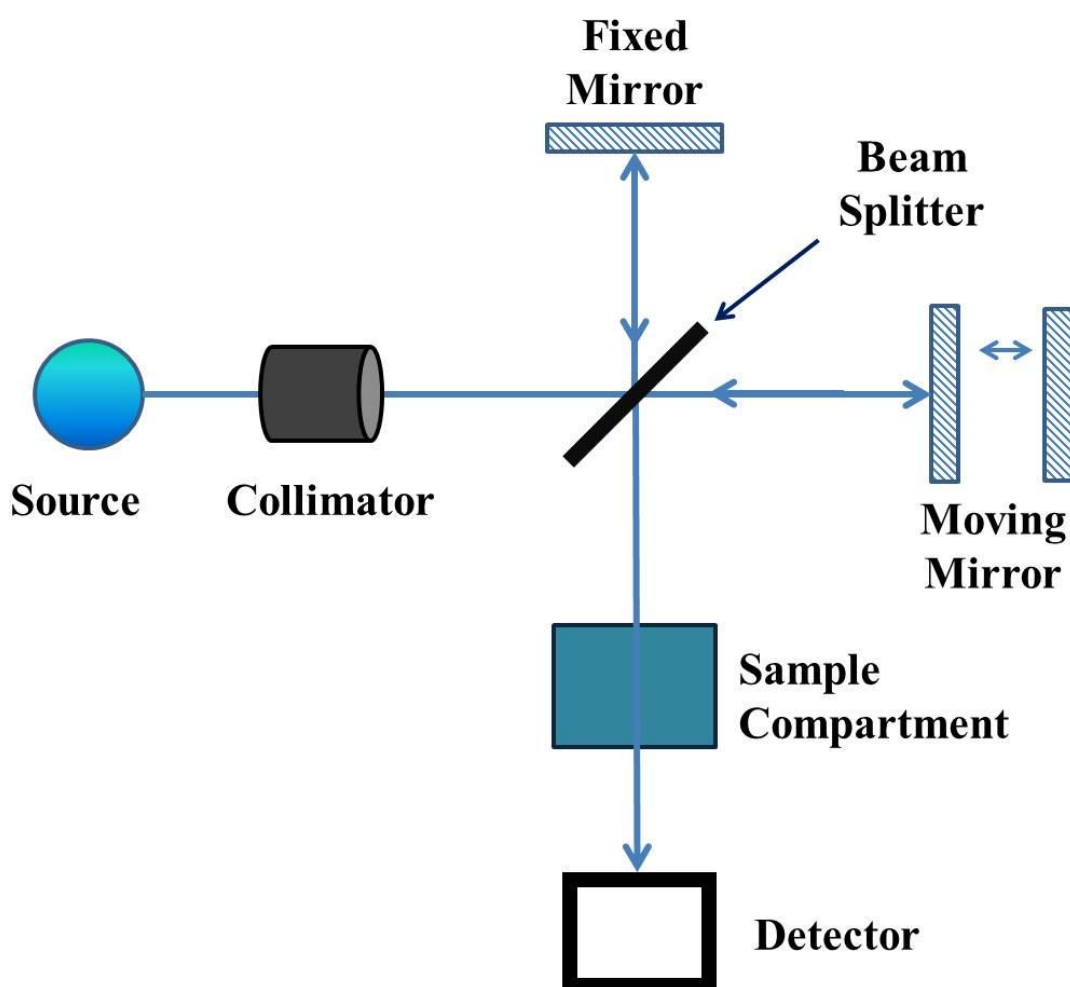 Fixed
Mirror
Beam
Splitter
Source
Collimator
Moving
Mirror
Sample
Compartment
Detector